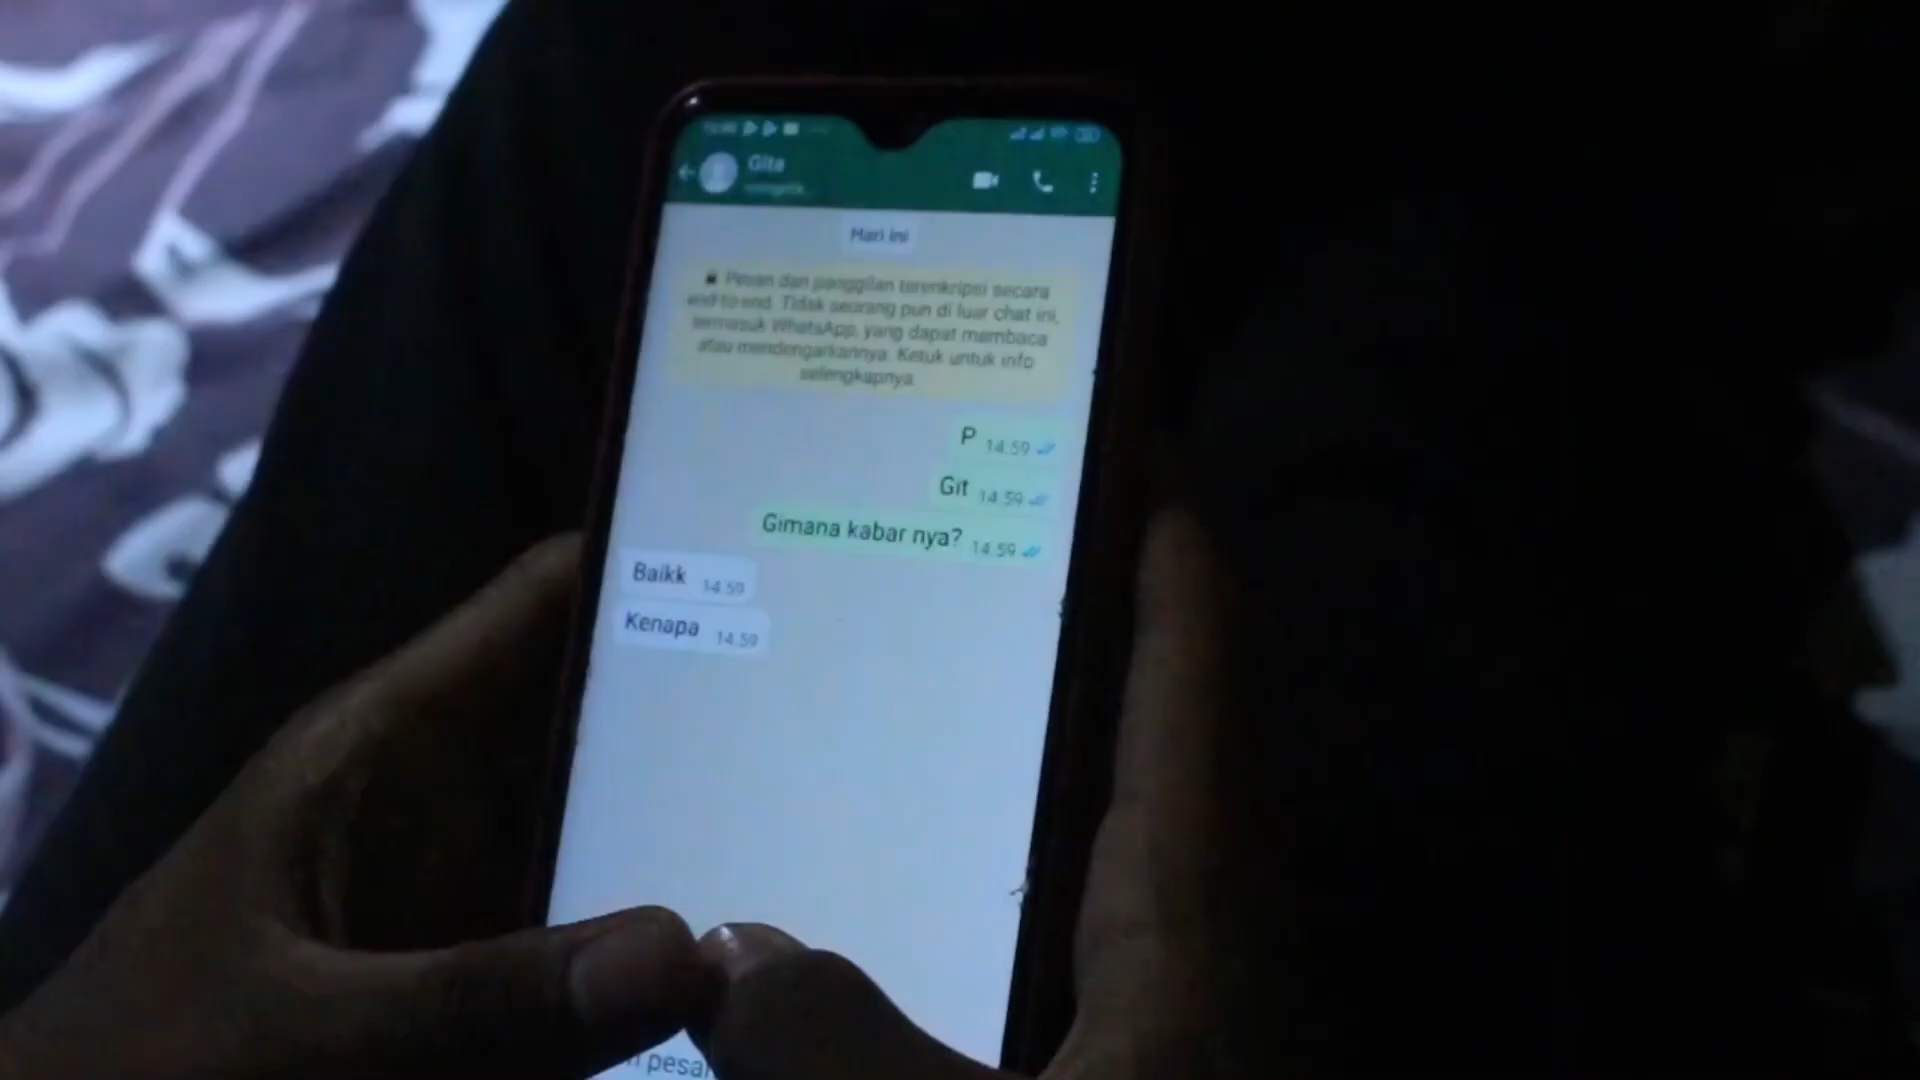 Gita
Hari ini
Pesan dan panggilan terenkripsi secara
end-to-end. Tidak seorang pun di luar chat ini,
termasuk WhatsApp, yang dapat membaca
atau mendengarkannya. Ketuk untuk info
selengkapnya.
P 14.59
Git 14.59
Gimana kabar nya? 14.59
Baikk 14.59
Kenapa 14.59
pesan